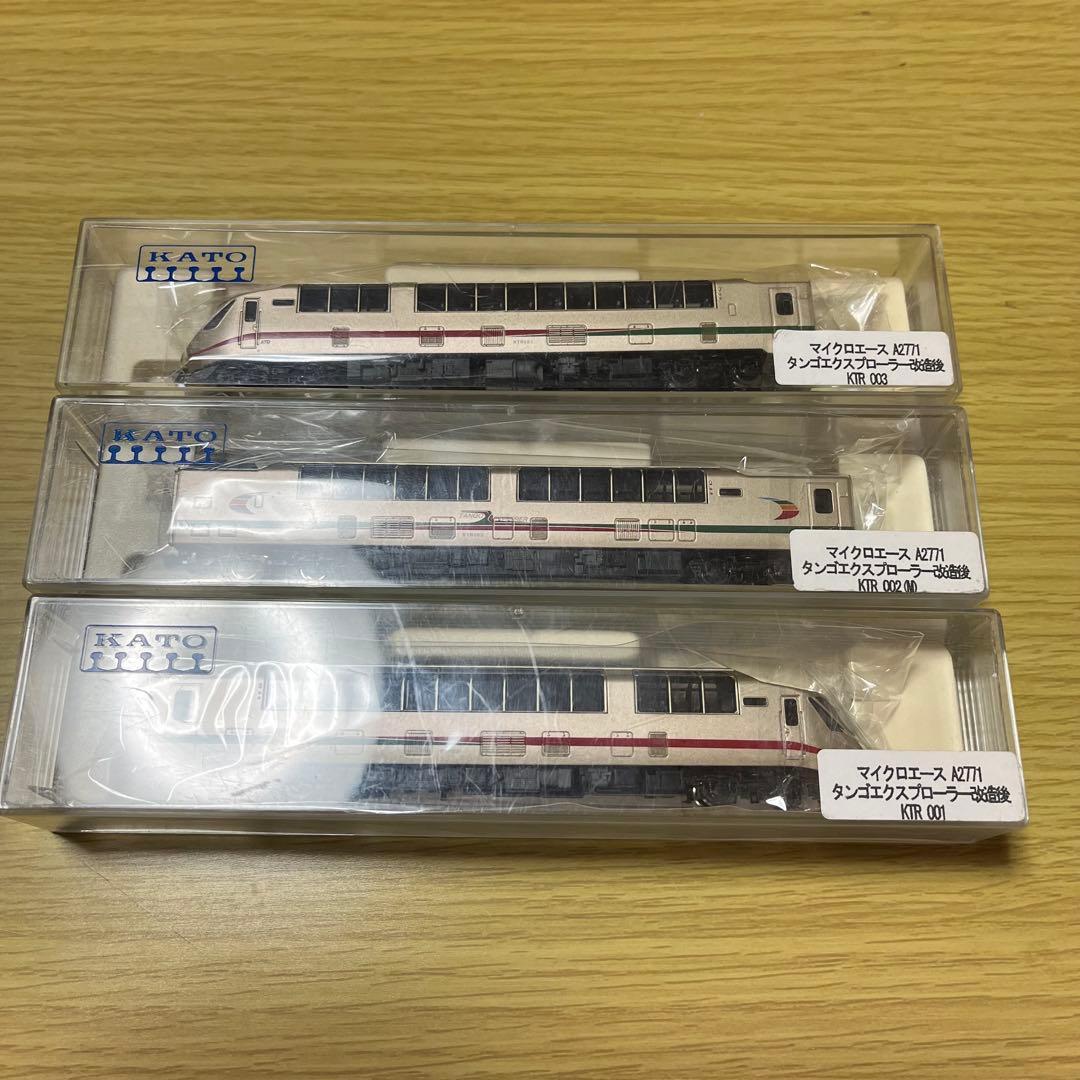 KATO
マイクロエース A2771
タンゴエクスプローラー改造後
KTR 003
KATO
TANGO
マイクロエース A2771
タンゴエクスプローラー改造後
KTR 002(M)
KATO
マイクロエース A2771
タンゴエクスプローラー改造後
KTR 001